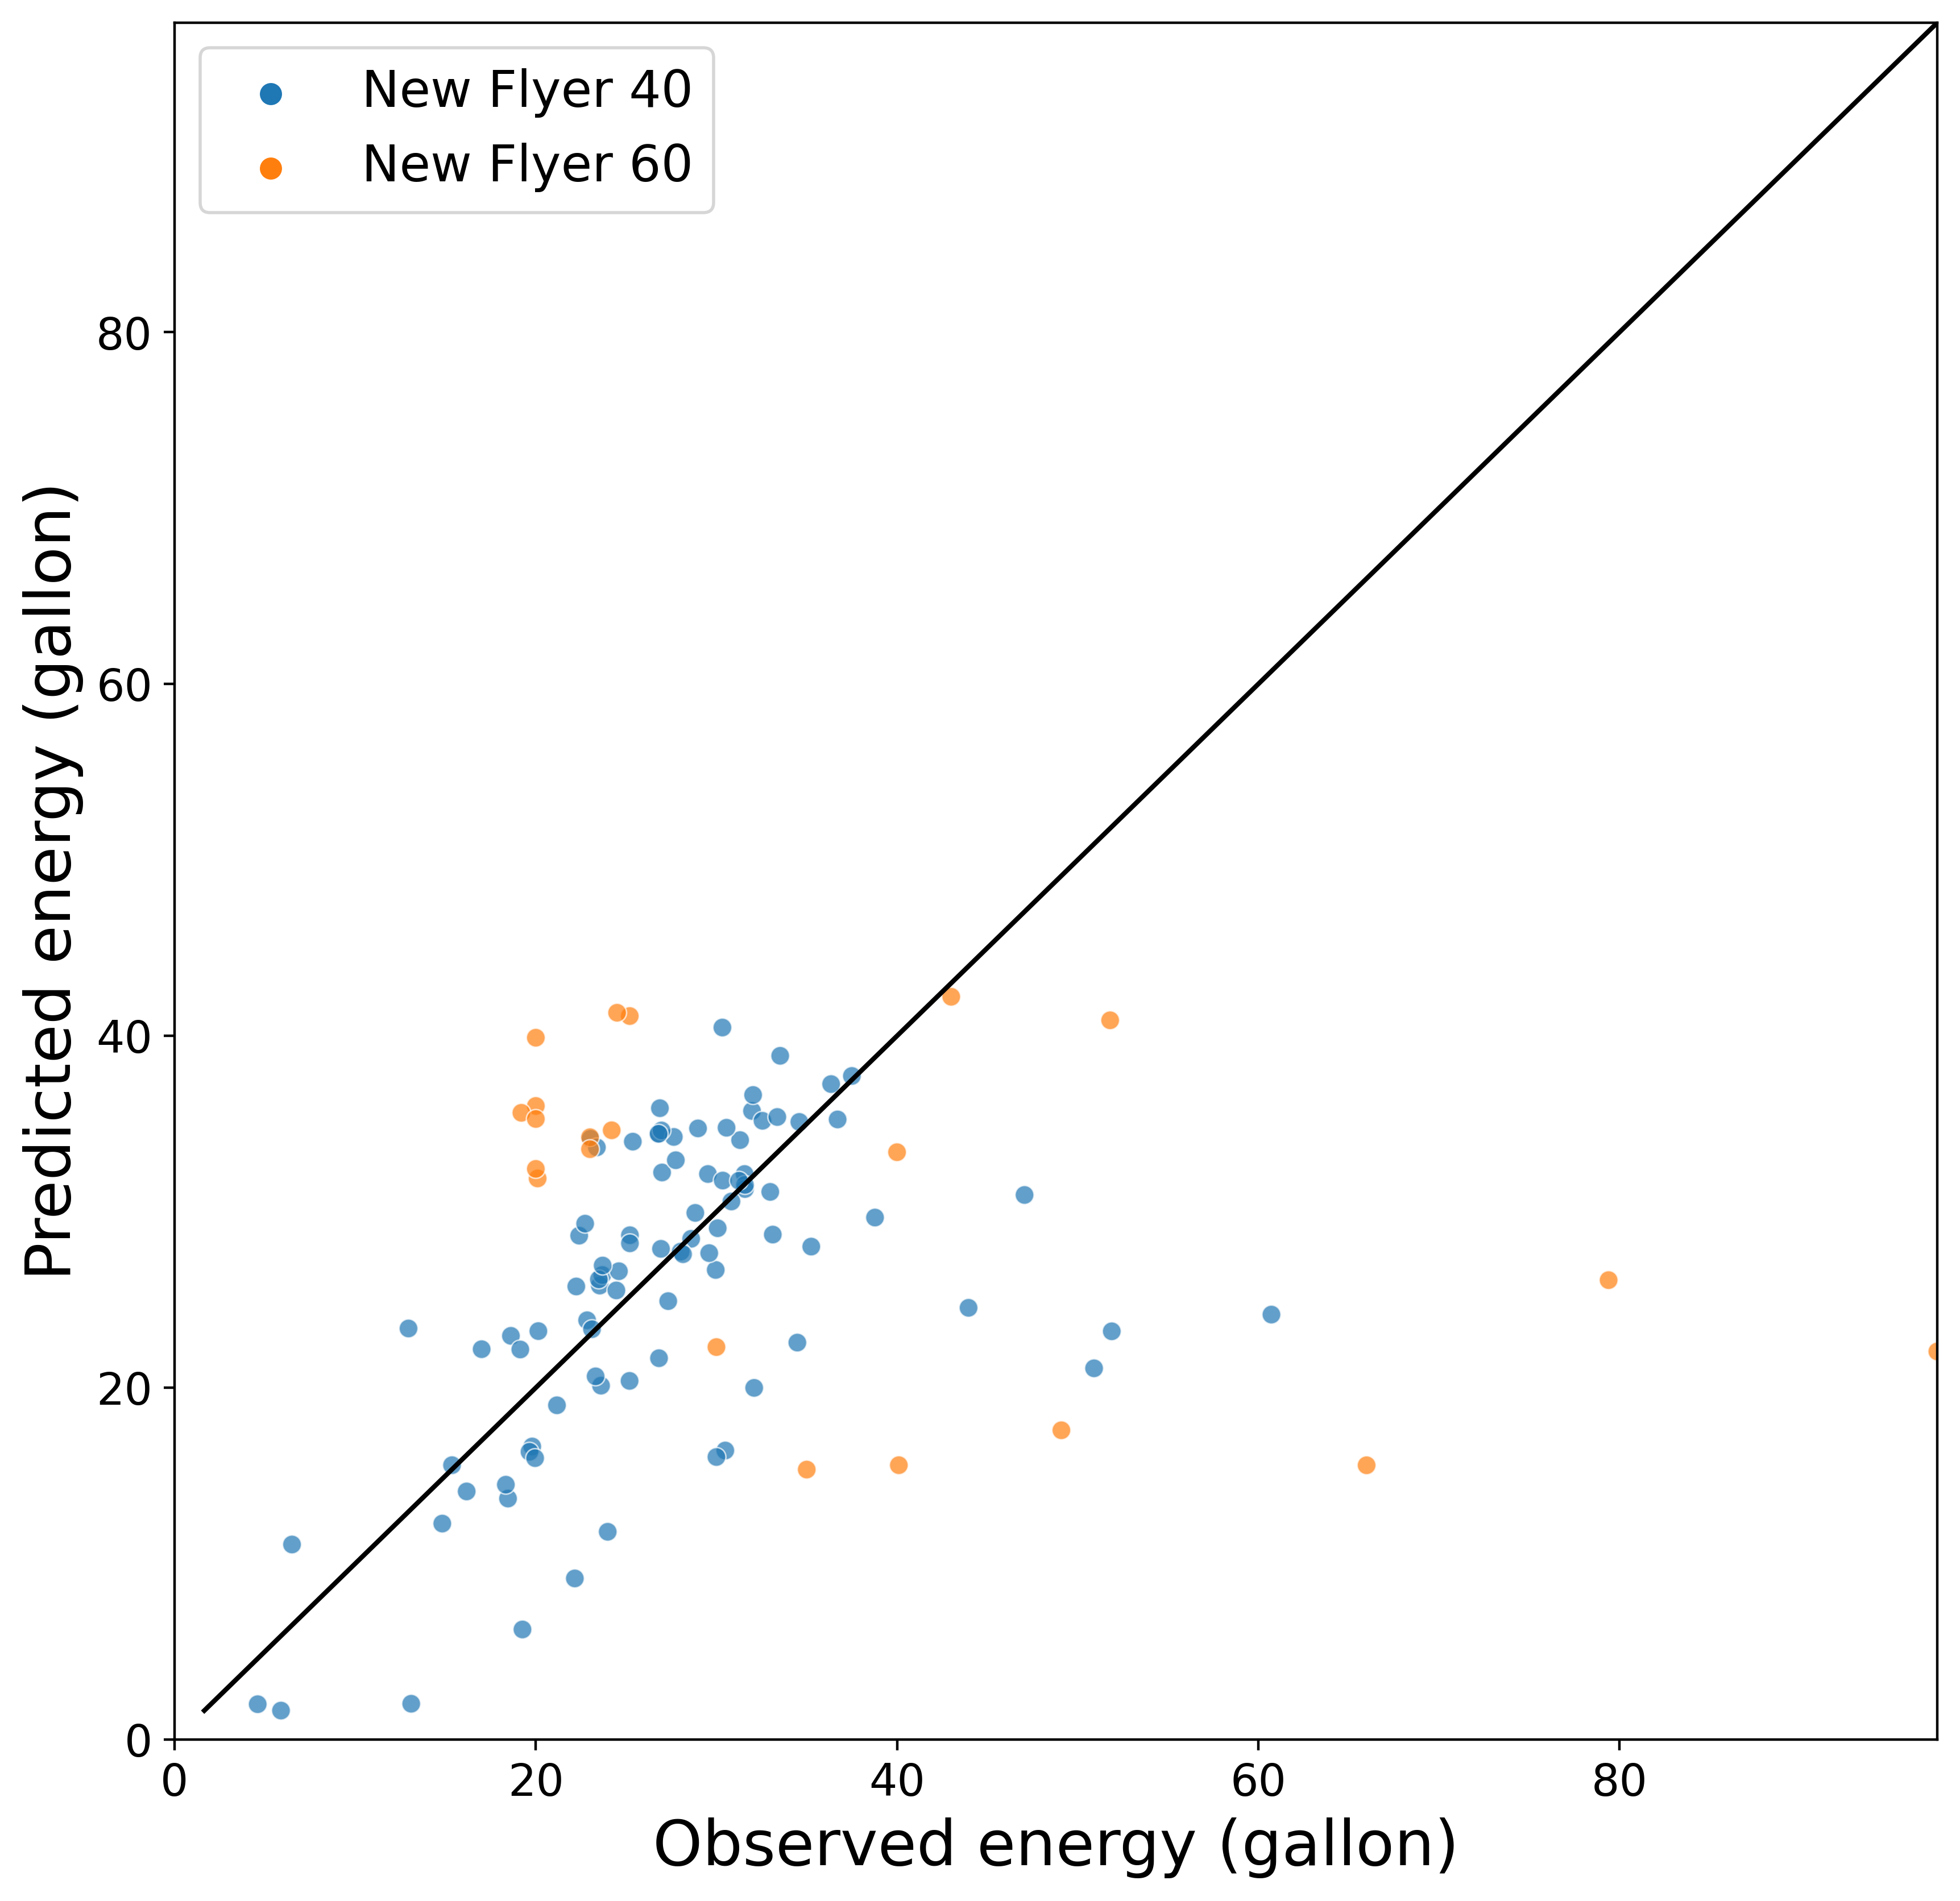 New Flyer 40
New Flyer 60
Predicted energy (gallon)
80
60
40
20
0
0 20 40 60 80
Observed energy (gallon)